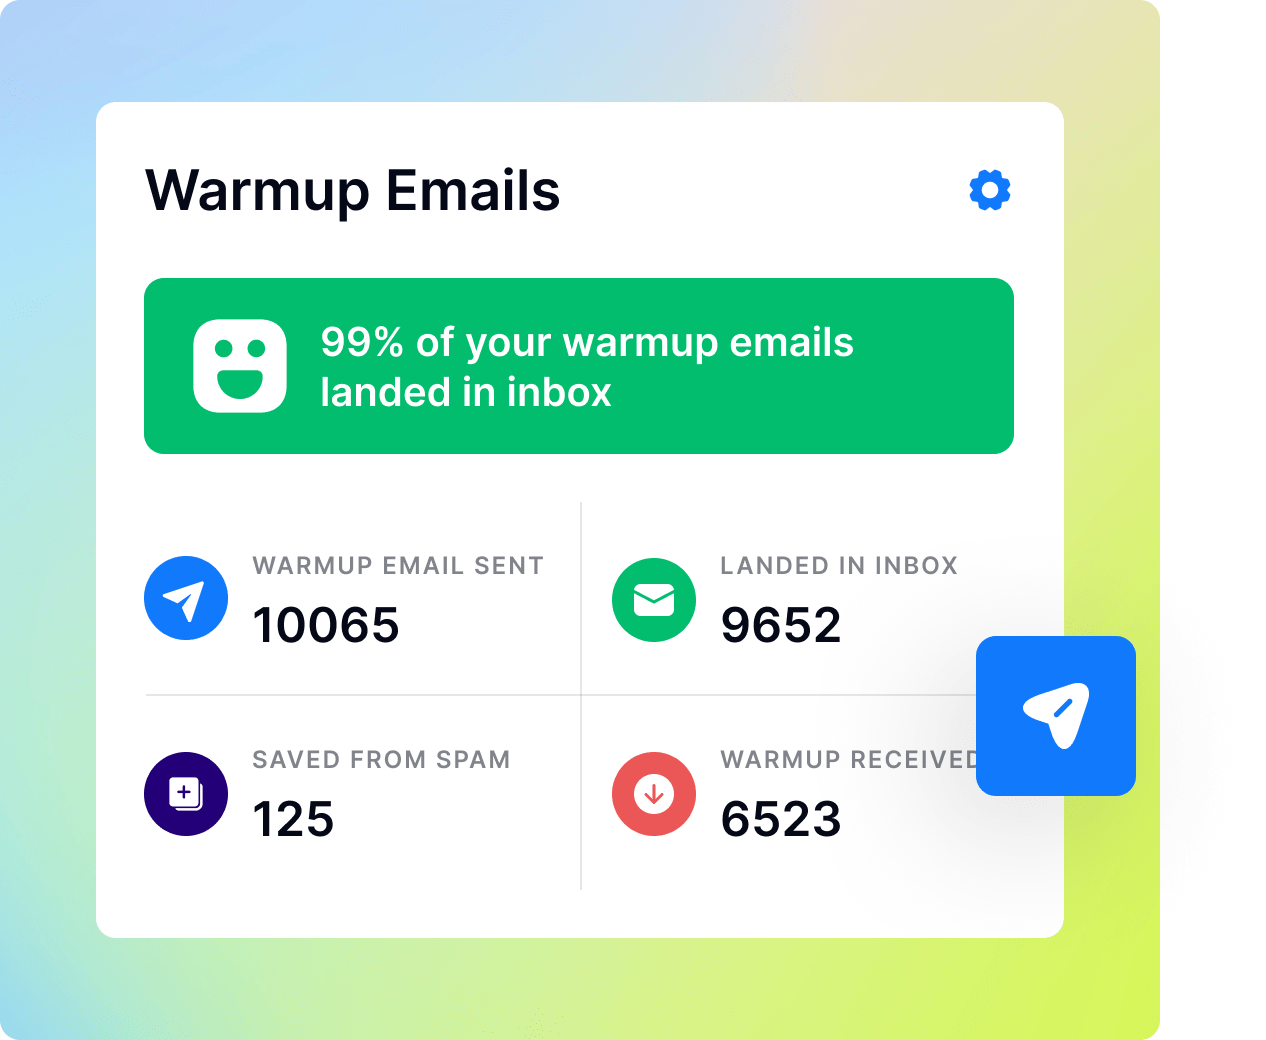 Warmup Emails
99% of your warmup emails
landed in inbox
WARMUP EMAIL SENT
10065
LANDED IN INBOX
9652
SAVED FROM SPAM
125
WARMUP RECEIVED
6523